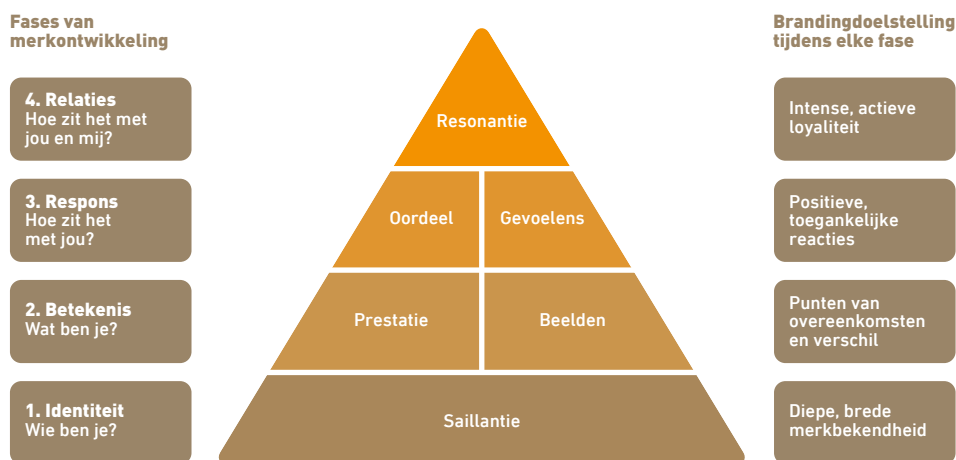 Fases van
merkontwikkeling
Brandingdoelstelling
tijdens elke fase
4. Relaties
Hoe zit het met
jou en mij?
Resonantie
Intense, actieve
loyaliteit
3. Respons
Hoe zit het
met jou?
Oordeel
Gevoelens
Positieve,
toegankelijke
reacties
2. Betekenis
Wat ben je?
Prestatie
Beelden
Punten van
overeenkomsten
en verschil
1. Identiteit
Wie ben je?
Saillantie
Diepe, brede
merkbekendheid